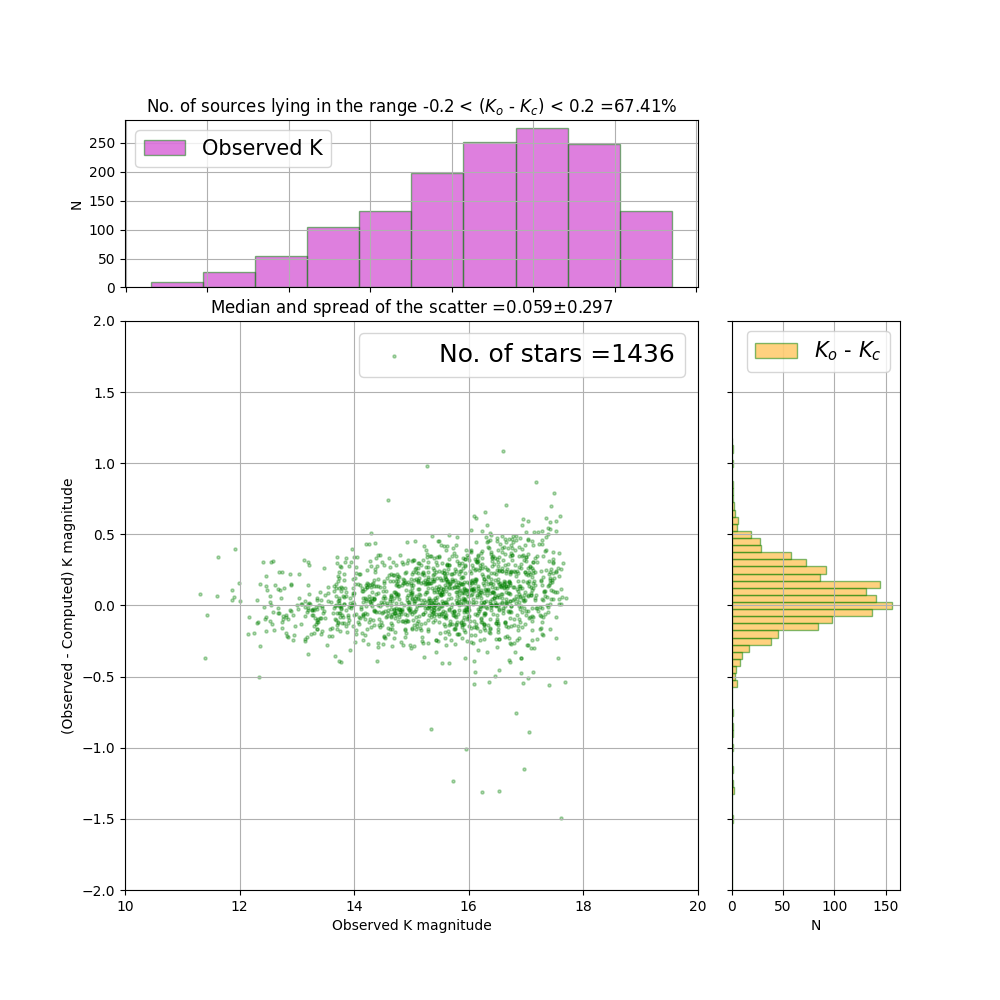 No. of sources lying in the range -0.2 < (K_o - K_c) < 0.2 =67.41%
Observed K
N
250
200
150
100
50
0
Median and spread of the scatter =0.059±0.297
No. of stars =1436
(Observed - Computed) K magnitude
2.0
1.5
1.0
0.5
0.0
−0.5
−1.0
−1.5
−2.0
10 12 14 16 18 20
Observed K magnitude
K_o - K_c
0 50 100 150
N